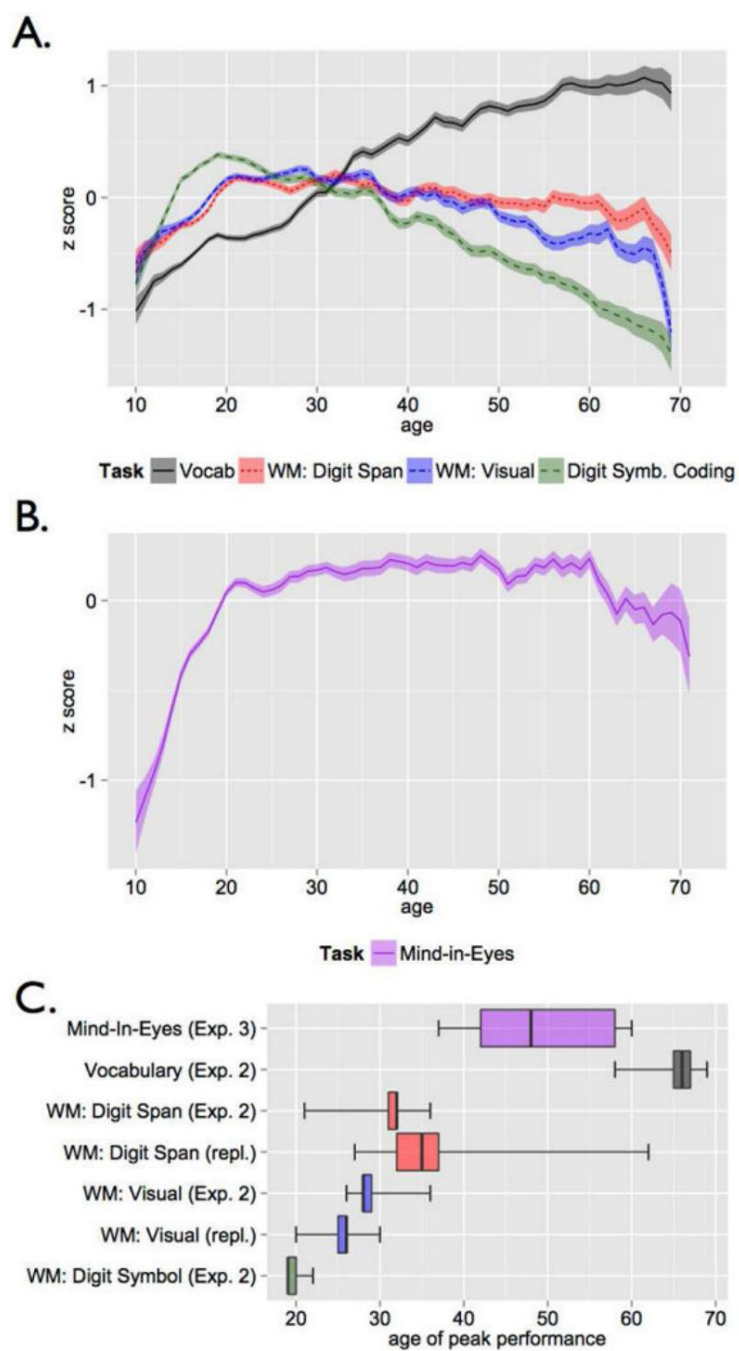 A.
1
0
-1
z score
10 20 30 40 50 60 70
age
Task Vocab WM: Digit Span WM: Visual Digit Symb. Coding
B.
0
-1
z score
10 20 30 40 50 60 70
age
Task Mind-in-Eyes
C.
Mind-In-Eyes (Exp. 3)
Vocabulary (Exp. 2)
WM: Digit Span (Exp. 2)
WM: Digit Span (repl.)
WM: Visual (Exp. 2)
WM: Visual (repl.)
WM: Digit Symbol (Exp. 2)
20 30 40 50 60 70
age of peak performance